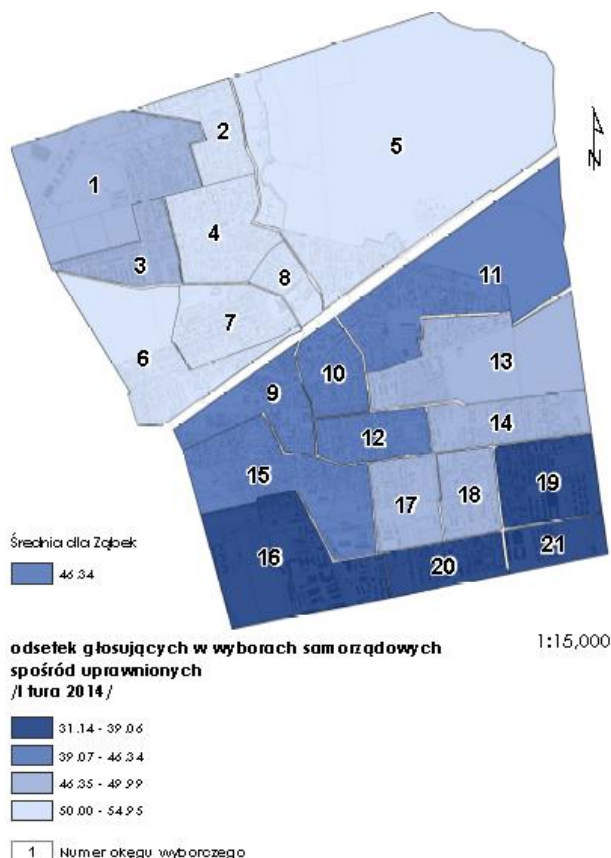 2
5
1
4
3
8
11
7
6
13
10
9
14
12
15
17
18
19
16
21
20
N
Średnia dla Ząbek
46.34
1:15,000
odsetek głosujących w wyborach samorządowych
spośród uprawnionych
/I tura 2014/
31.14 - 39.06
39.07 - 46.34
46.35 - 49.99
50.00 - 54.95
1 Numer okęgu wyborczego